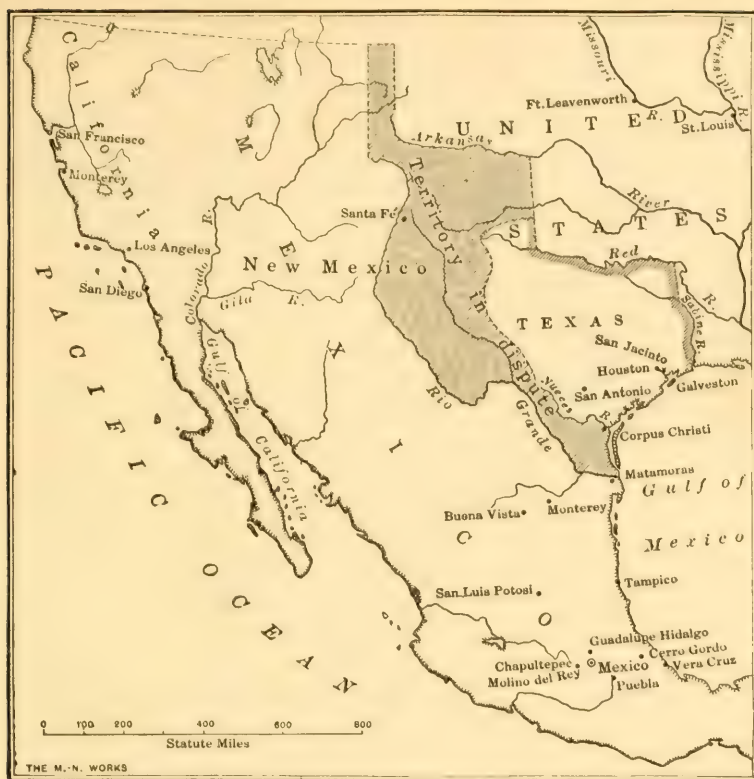 California
San Francisco
Monterey
Los Angeles
San Diego
PACIFIC OCEAN
MEXICO
New Mexico
Colorado R.
Gila R.
Gulf of California
Santa Fé
Territory in dispute
Arkansas River
UNITED STATES
Missouri R.
Mississippi R.
Ft. Leavenworth
St. Louis
Red R.
Sabine R.
TEXAS
San Jacinto
Houston
Galveston
San Antonio
Nueces R.
Rio Grande
Corpus Christi
Matamoras
Gulf of Mexico
Buena Vista
Monterey
Tampico
San Luis Potosi
Guadalupe Hidalgo
Cerro Gordo
Chapultepec
Mexico
Vera Cruz
Molino del Rey
Puebla
0 200 400 600 800
Statute Miles
THE M.-N. WORKS